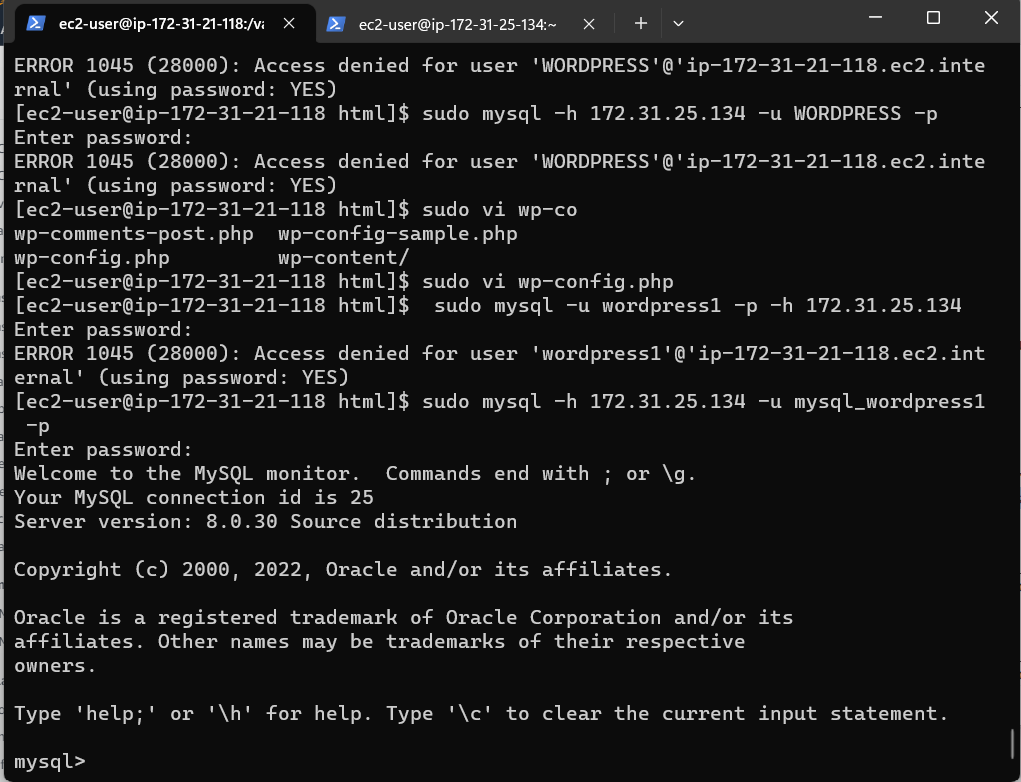 ec2-user@ip-172-31-21-118:/va
ec2-user@ip-172-31-25-134:~
ERROR 1045 (28000): Access denied for user 'WORDPRESS'@'ip-172-31-21-118.ec2.inte
rnal' (using password: YES)
[ec2-user@ip-172-31-21-118 html]$ sudo mysql -h 172.31.25.134 -u WORDPRESS -p
Enter password:
ERROR 1045 (28000): Access denied for user 'WORDPRESS'@'ip-172-31-21-118.ec2.inte
rnal' (using password: YES)
[ec2-user@ip-172-31-21-118 html]$ sudo vi wp-co
wp-comments-post.php  wp-config-sample.php
wp-config.php         wp-content/
[ec2-user@ip-172-31-21-118 html]$ sudo vi wp-config.php
[ec2-user@ip-172-31-21-118 html]$  sudo mysql -u wordpress1 -p -h 172.31.25.134
Enter password:
ERROR 1045 (28000): Access denied for user 'wordpress1'@'ip-172-31-21-118.ec2.int
ernal' (using password: YES)
[ec2-user@ip-172-31-21-118 html]$ sudo mysql -h 172.31.25.134 -u mysql_wordpress1
 -p
Enter password:
Welcome to the MySQL monitor.  Commands end with ; or \g.
Your MySQL connection id is 25
Server version: 8.0.30 Source distribution

Copyright (c) 2000, 2022, Oracle and/or its affiliates.

Oracle is a registered trademark of Oracle Corporation and/or its
affiliates. Other names may be trademarks of their respective
owners.

Type 'help;' or '\h' for help. Type '\c' to clear the current input statement.

mysql>